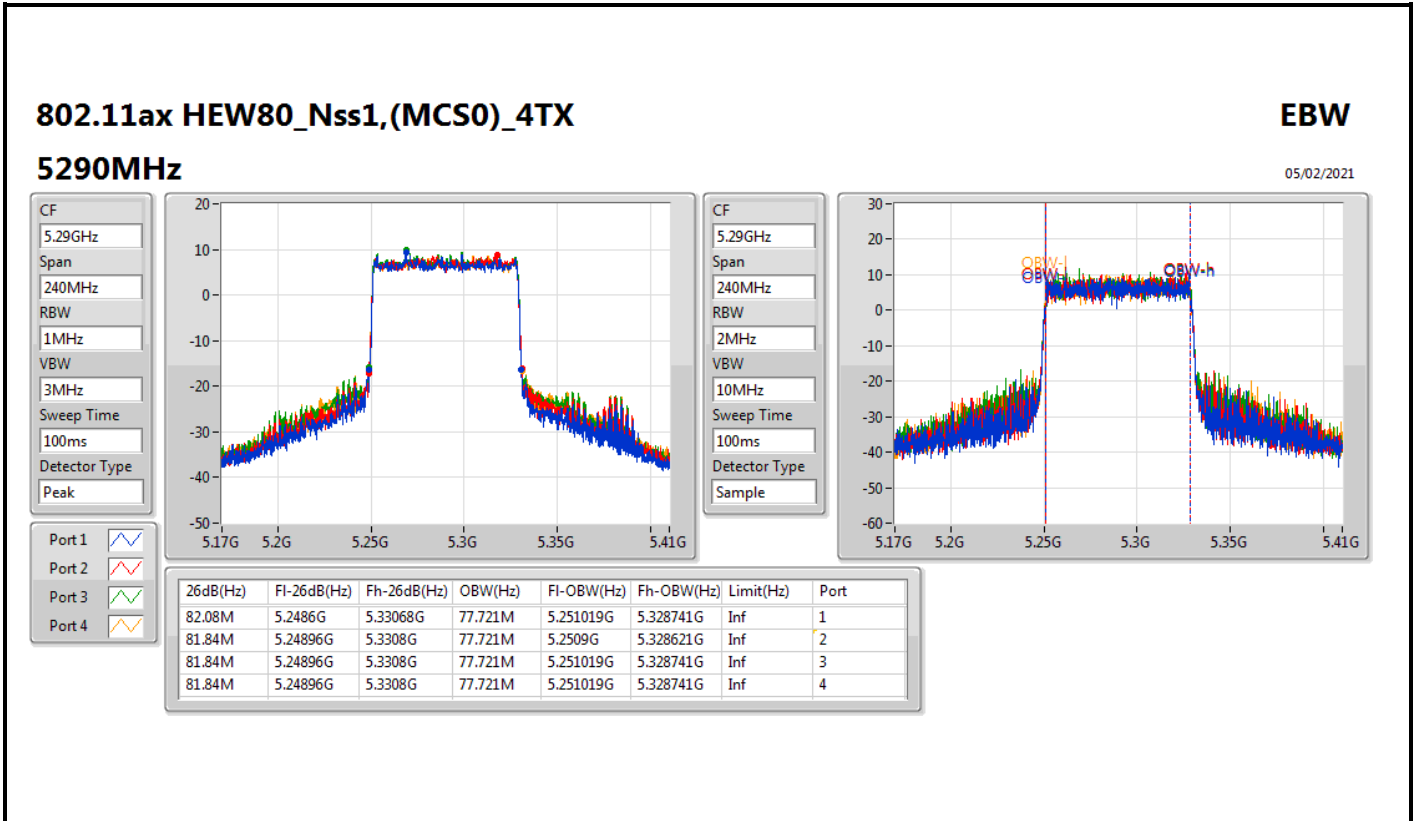 802.11ax HEW80_Nss1,(MCS0)_4TX
EBW
5290MHz
05/02/2021
CF
5.29GHz
Span
240MHz
RBW
1MHz
VBW
3MHz
Sweep Time
100ms
Detector Type
Peak
20
10
0
-10
-20
-30
-40
-50
5.17G 5.2G 5.25G 5.3G 5.35G 5.41G
CF
5.29GHz
Span
240MHz
RBW
2MHz
VBW
10MHz
Sweep Time
100ms
Detector Type
Sample
30
20
10
0
-10
-20
-30
-40
-50
-60
OBW-l
OBW-h
5.17G 5.2G 5.25G 5.3G 5.35G 5.41G
Port 1
Port 2
Port 3
Port 4
26dB(Hz) Fl-26dB(Hz) Fh-26dB(Hz) OBW(Hz) Fl-OBW(Hz) Fh-OBW(Hz) Limit(Hz) Port
82.08M 5.2486G 5.33068G 77.721M 5.251019G 5.328741G Inf 1
81.84M 5.24896G 5.3308G 77.721M 5.2509G 5.328621G Inf 2
81.84M 5.24896G 5.3308G 77.721M 5.251019G 5.328741G Inf 3
81.84M 5.24896G 5.3308G 77.721M 5.251019G 5.328741G Inf 4